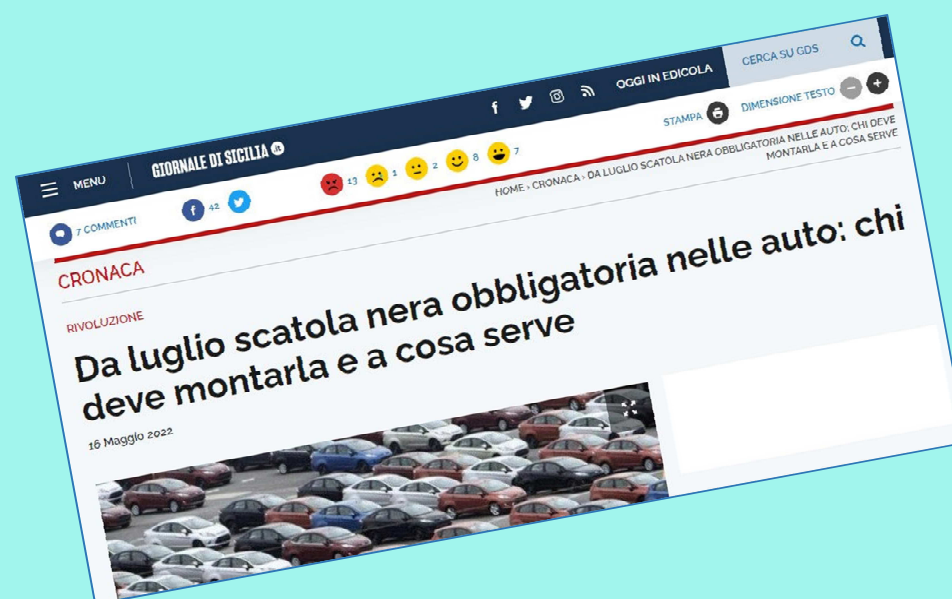 MENU
GIORNALE DI SICILIA it
OGGI IN EDICOLA
CERCA SU GDS
7 COMMENTI
42
13
1
2
8
7
STAMPA
DIMENSIONE TESTO
HOME › CRONACA › DA LUGLIO SCATOLA NERA OBBLIGATORIA NELLE AUTO: CHI DEVE
MONTARLA E A COSA SERVE
CRONACA
RIVOLUZIONE
Da luglio scatola nera obbligatoria nelle auto: chi
deve montarla e a cosa serve
16 Maggio 2022